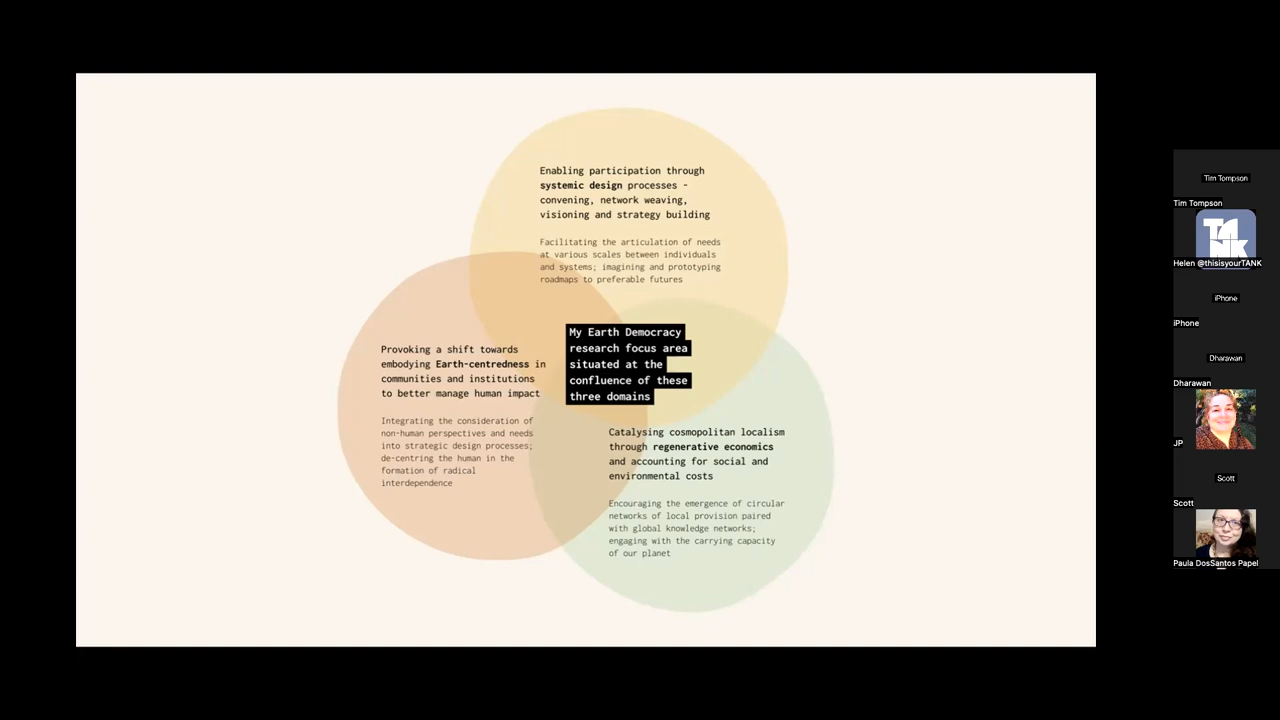 Enabling participation through
systemic design processes -
convening, network weaving,
visioning and strategy building
Facilitating the articulation of needs
at various scales between individuals
and systems; imagining and prototyping
roadmaps to preferable futures
Provoking a shift towards
embodying Earth-centredness in
communities and institutions
to better manage human impact
Integrating the consideration of
non-human perspectives and needs
into strategic design processes;
de-centring the human in the
formation of radical
interdependence
My Earth Democracy
research focus area
situated at the
confluence of these
three domains
Catalysing cosmopolitan localism
through regenerative economics
and accounting for social and
environmental costs
Encouraging the emergence of circular
networks of local provision paired
with global knowledge networks;
engaging with the carrying capacity
of our planet
Tim Tompson
Tim Tompson
TANK
Helen @thisisyourTANK
iPhone
iPhone
Dharawan
Dharawan
JP
Scott
Scott
Paula DosSantos Papel